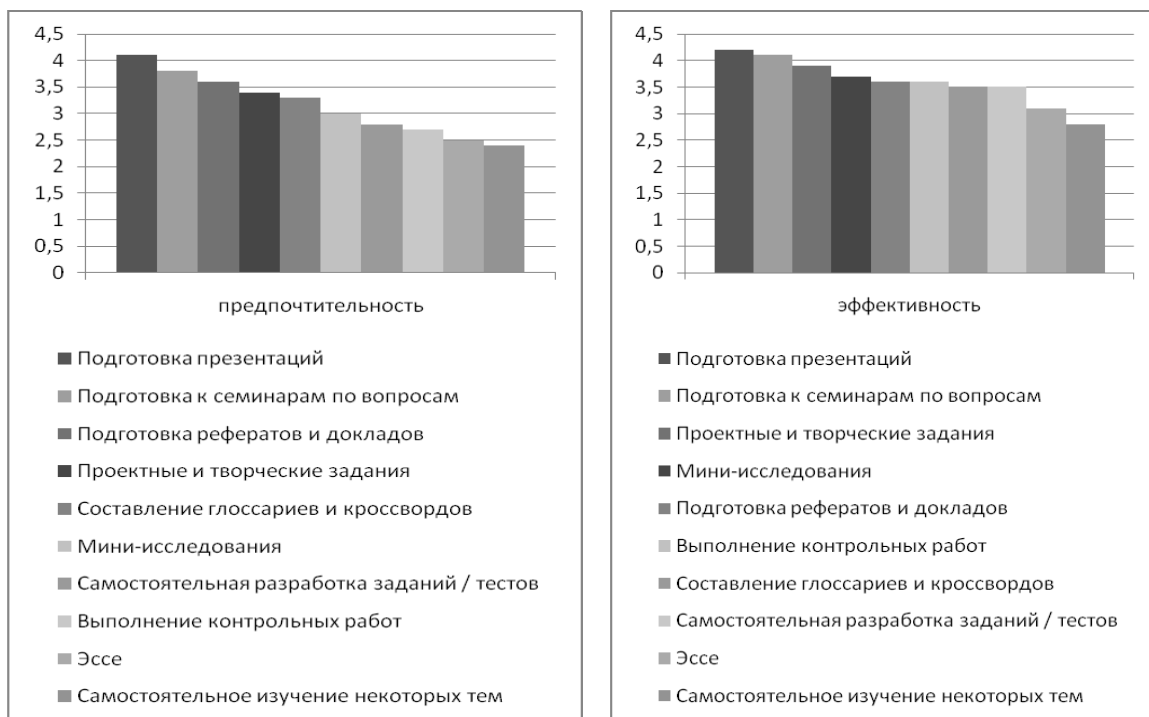 4,5
4
3,5
3
2,5
2
1,5
1
0,5
0
предпочтительность
Подготовка презентаций
Подготовка к семинарам по вопросам
Подготовка рефератов и докладов
Проектные и творческие задания
Составление глоссариев и кроссвордов
Мини-исследования
Самостоятельная разработка заданий / тестов
Выполнение контрольных работ
Эссе
Самостоятельное изучение некоторых тем
4,5
4
3,5
3
2,5
2
1,5
1
0,5
0
эффективность
Подготовка презентаций
Подготовка к семинарам по вопросам
Проектные и творческие задания
Мини-исследования
Подготовка рефератов и докладов
Выполнение контрольных работ
Составление глоссариев и кроссвордов
Самостоятельная разработка заданий / тестов
Эссе
Самостоятельное изучение некоторых тем